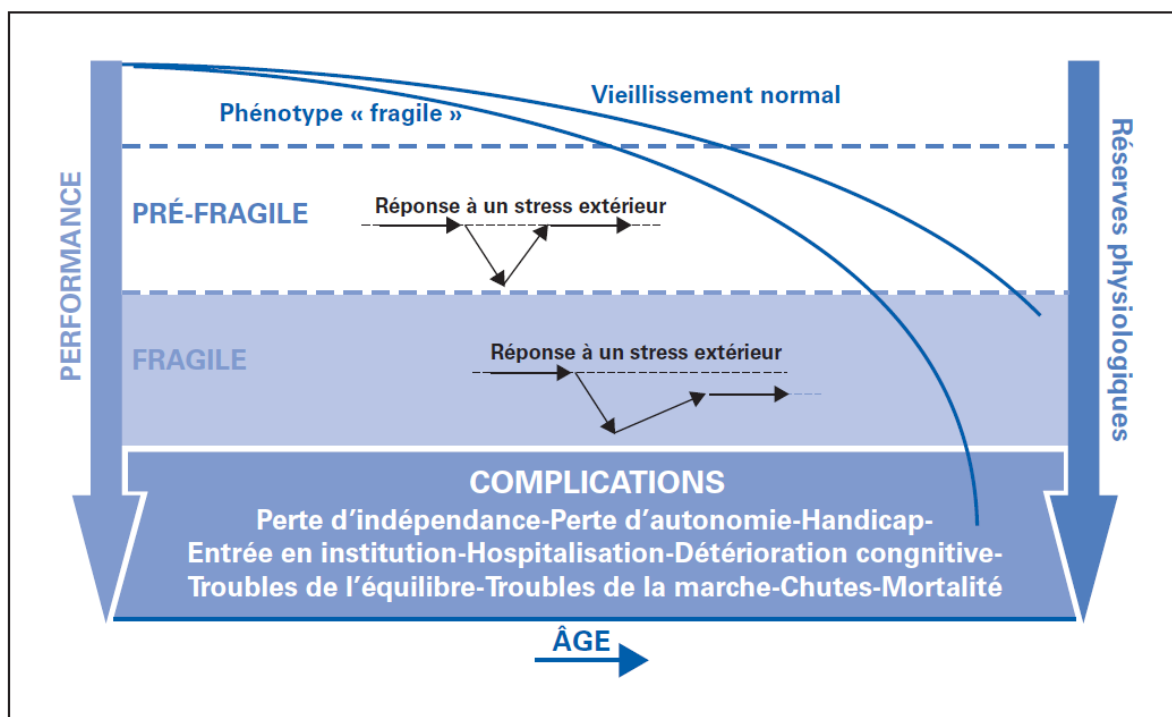 Vieillissement normal
Phénotype « fragile »
PERFORMANCE
Réserves physiologiques
PRÉ-FRAGILE
Réponse à un stress extérieur
FRAGILE
Réponse à un stress extérieur
COMPLICATIONS
Perte d’indépendance-Perte d’autonomie-Handicap-
Entrée en institution-Hospitalisation-Détérioration congnitive-
Troubles de l’équilibre-Troubles de la marche-Chutes-Mortalité
ÂGE